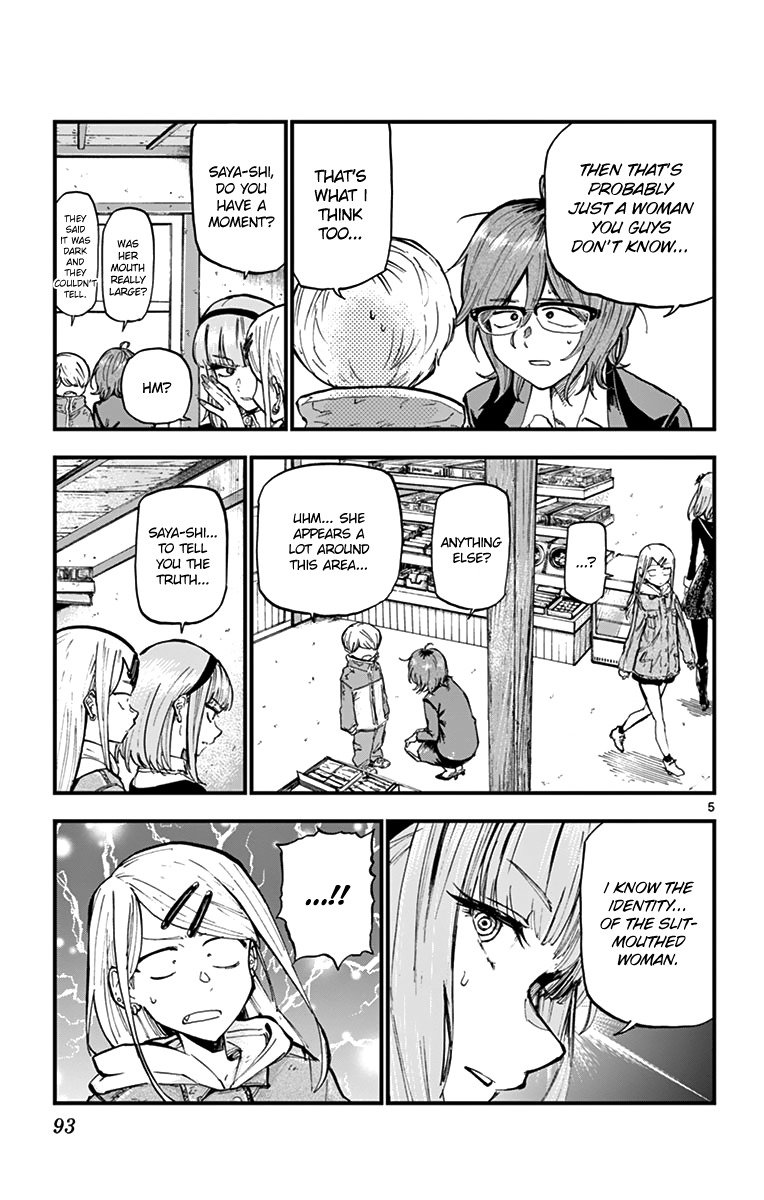 THEN THAT'S
PROBABLY
JUST A WOMAN
YOU GUYS
DON'T KNOW...
THAT'S
WHAT I
THINK
TOO...
SAYA-SHI,
DO YOU
HAVE A
MOMENT?
HM?
WAS
HER
MOUTH
REALLY
LARGE?
THEY
SAID
IT WAS
DARK
AND
THEY
COULDN'T
TELL.
...?
ANYTHING
ELSE?
UHM... SHE
APPEARS
A LOT AROUND
THIS AREA...
SAYA-SHI...
TO TELL
YOU THE
TRUTH...
5
I KNOW THE
IDENTITY...
OF THE SLIT-
MOUTHED
WOMAN.
...!!
93